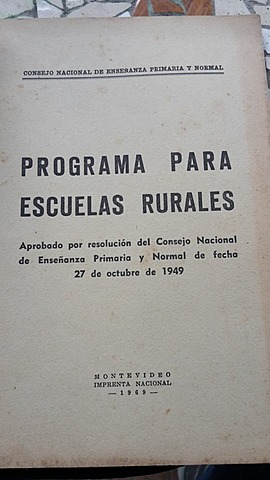 CONSEJO NACIONAL DE ENSEÑANZA PRIMARIA Y NORMAL
PROGRAMA PARA
ESCUELAS RURALES
Aprobado por resolución del Consejo Nacional
de Enseñanza Primaria y Normal de fecha
27 de octubre de 1949
MONTEVIDEO
IMPRENTA NACIONAL
— 1969 —